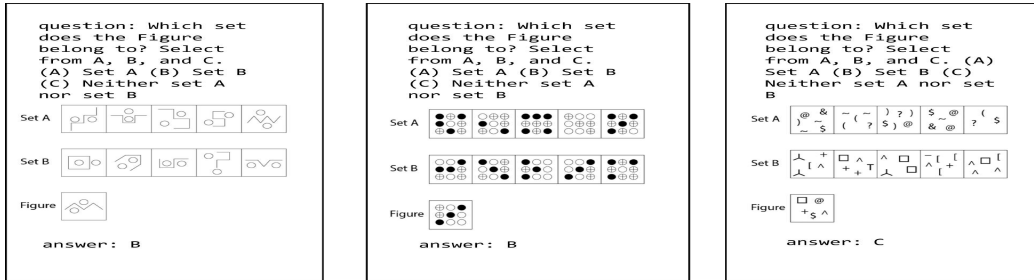 question: Which set
does the Figure
belong to? Select
from A, B, and C.
(A) Set A (B) Set B
(C) Neither set A
nor set B
Set A
Set B
Figure
answer: B
question: Which set
does the Figure
belong to? Select
from A, B, and C.
(A) Set A (B) Set B
(C) Neither set A
nor set B
Set A
Set B
Figure
answer: B
question: Which set
does the Figure
belong to? Select
from A, B, and C. (A)
Set A (B) Set B (C)
Neither set A nor set
B
Set A
Set B
Figure
answer: C